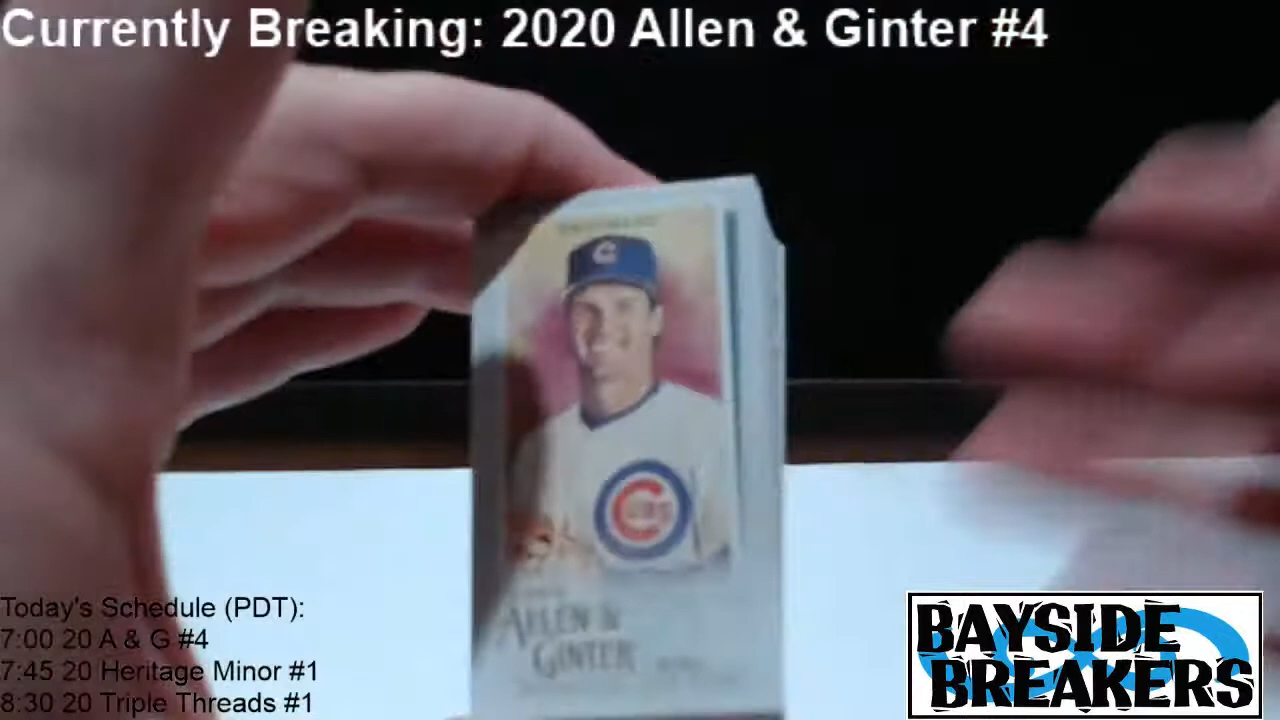 Currently Breaking: 2020 Allen & Ginter #4
C
C
ALLEN &
GINTER
Today's Schedule (PDT):
7:00 20 A & G #4
7:45 20 Heritage Minor #1
8:30 20 Triple Threads #1
BAYSIDE
BREAKERS